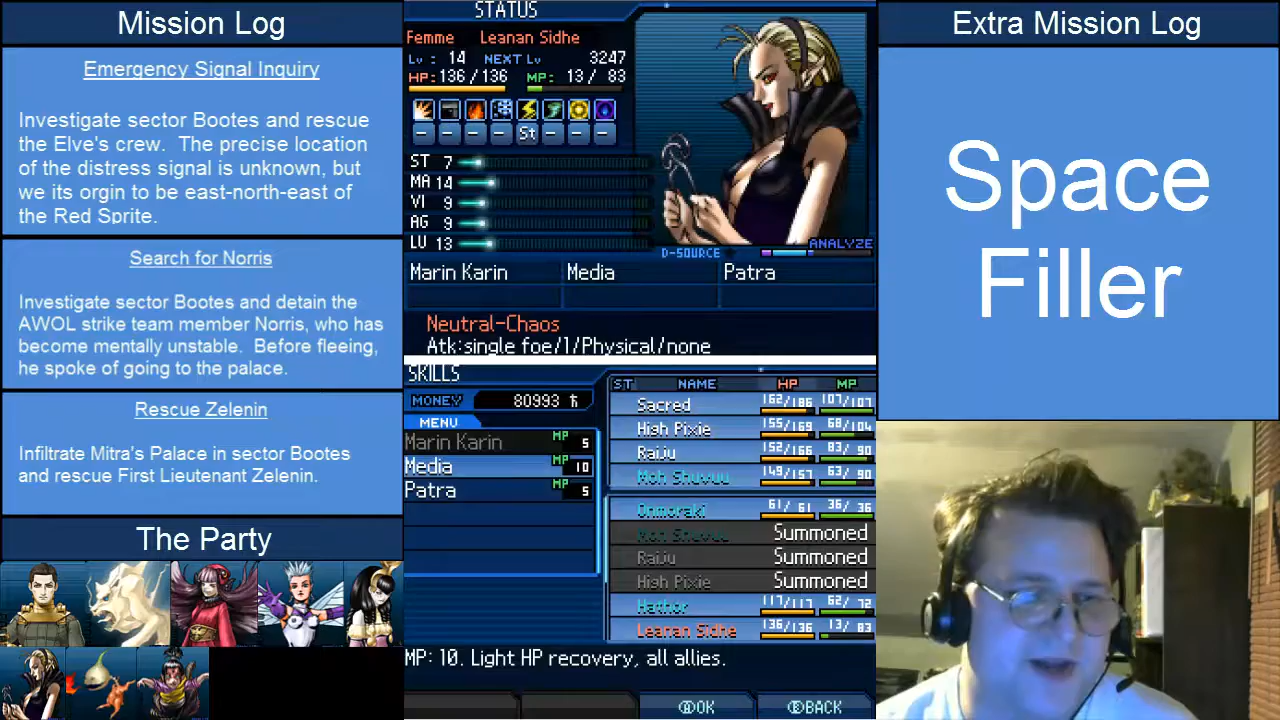 Mission Log
Emergency Signal Inquiry
Investigate sector Bootes and rescue
the Elve's crew. The precise location
of the distress signal is unknown, but
we its orgin to be east-north-east of
the Red Sprite.
Search for Norris
Investigate sector Bootes and detain the
AWOL strike team member Norris, who has
become mentally unstable. Before fleeing,
he spoke of going to the palace.
Rescue Zelenin
Infiltrate Mitra's Palace in sector Bootes
and rescue First Lieutenant Zelenin.
The Party
STATUS
Femme Leanan Sidhe
Lv : 14 NEXT Lv 3247
HP:136/136 MP: 13/ 83
- - - - St - - -
ST 7
MA 14
VI 9
AG 9
LU 13
ANALYZE
D-SOURCE
Marin Karin Media Patra
Neutral-Chaos
Atk:single foe/1/Physical/none
SKILLS
MONEY 80993
MENU
Marin Karin MP 5
Media MP 10
Patra MP 5
ST NAME HP MP
Sacred 162/186 107/107
High Pixie 155/169 68/104
Raiju 152/166 83/ 90
Moh Shuvuu 149/157 63/ 90
Onmoraki 61/ 61 36/ 36
Moh Shuvuu Summoned
Raiju Summoned
High Pixie Summoned
Hathor 117/117 62/ 72
Leanan Sidhe 136/136 13/ 83
MP: 10. Light HP recovery, all allies.
OK BACK
Extra Mission Log
Space
Filler